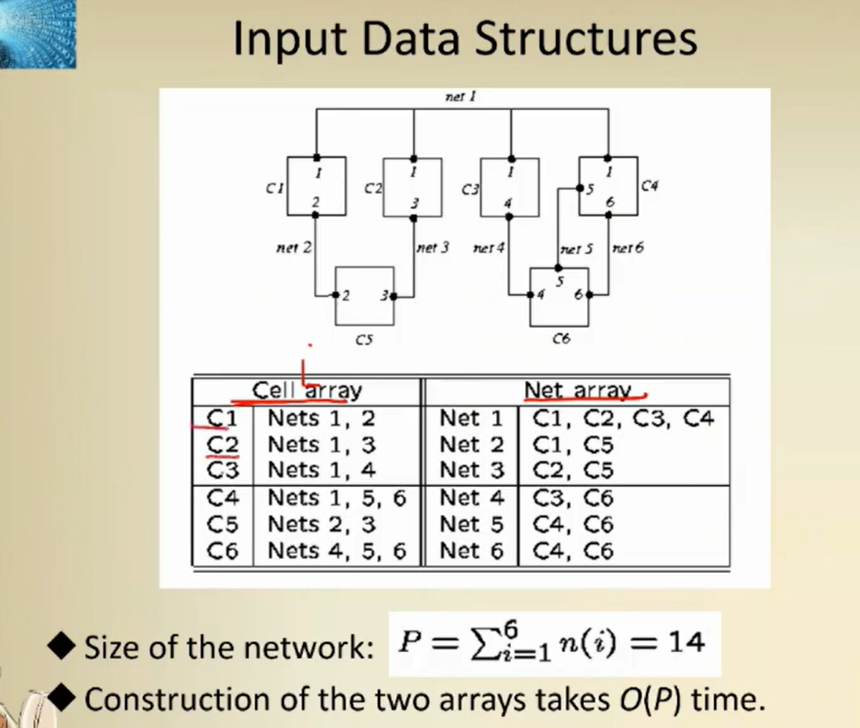 Input Data Structures
net 1
1 1 1 1
C1 C2 C3 5 C4
2 3 4 6
net 2 net 3 net 4 net 5 net 6
5
2 3 4 6
C5 C6
Cell array Net array
C1 Nets 1, 2 Net 1 C1, C2, C3, C4
C2 Nets 1, 3 Net 2 C1, C5
C3 Nets 1, 4 Net 3 C2, C5
C4 Nets 1, 5, 6 Net 4 C3, C6
C5 Nets 2, 3 Net 5 C4, C6
C6 Nets 4, 5, 6 Net 6 C4, C6
◆ Size of the network: P = ∑⁶ᵢ₌₁ n(i) = 14
◆ Construction of the two arrays takes O(P) time.